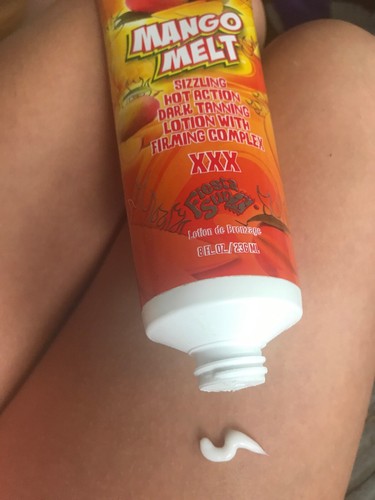 MANGO
MELT
SIZZLING
HOT ACTION
DARK TANNING
LOTION WITH
FIRMING COMPLEX
XXX
FIESTA
Lotion de Bronzage
8 FL. OZ./236 ML.